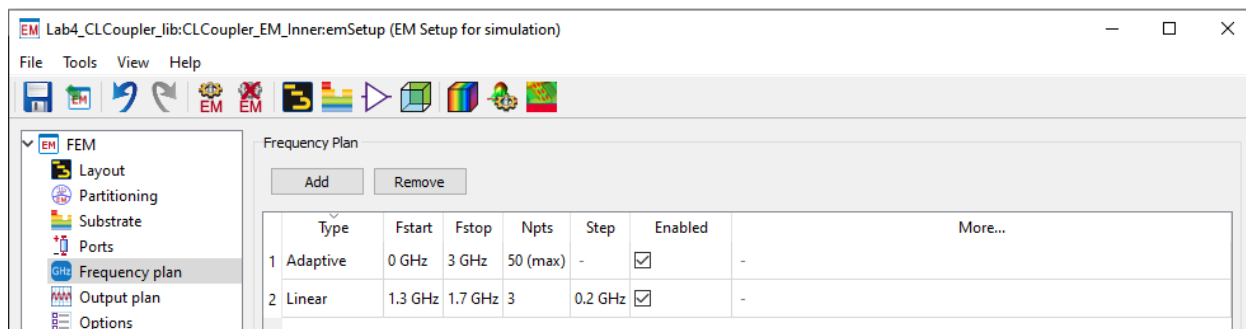 EM Lab4_CLCoupler_lib:CLCoupler_EM_Inner:emSetup (EM Setup for simulation)
File Tools View Help
EM EM EM
EM FEM
Layout
Partitioning
Substrate
Ports
GHz Frequency plan
Output plan
Options
Frequency Plan
Add Remove
Type Fstart Fstop Npts Step Enabled More...
1 Adaptive 0 GHz 3 GHz 50 (max) - -
2 Linear 1.3 GHz 1.7 GHz 3 0.2 GHz -